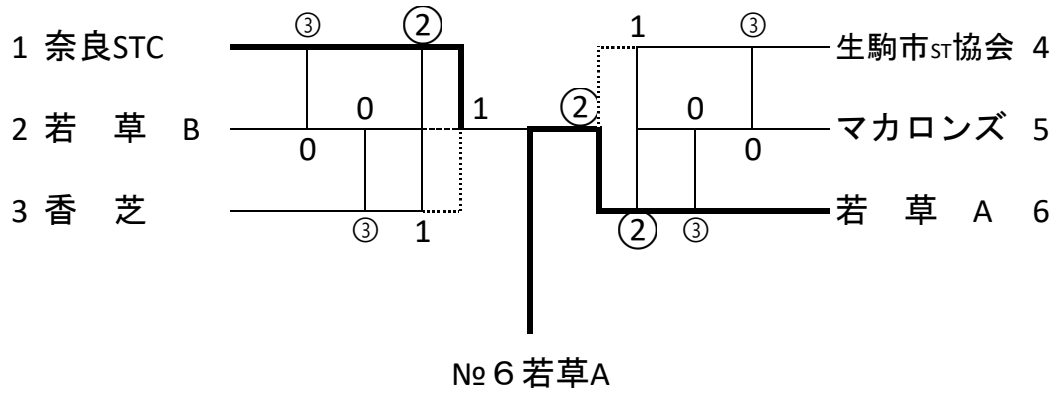 ③ ② 1 ③
1 奈良STC 生駒市ST協会 4
0 1 ② 0
2 若 草 B マカロンズ 5
0 0
3 香 芝 若 草 A 6
③ 1 ② ③
№６若草A